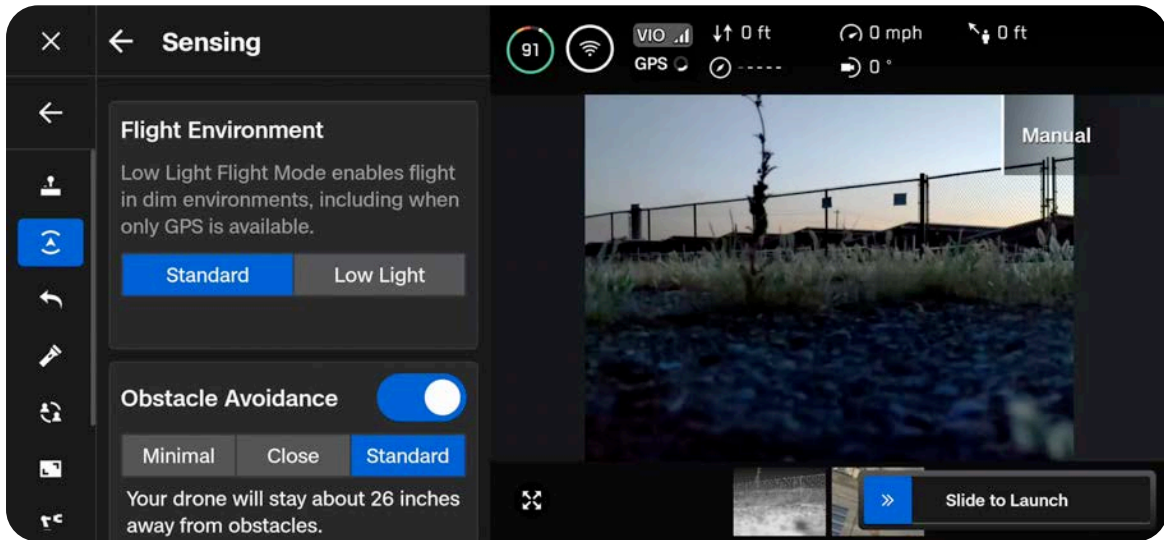 Sensing
Flight Environment
Low Light Flight Mode enables flight
in dim environments, including when
only GPS is available.
Standard
Low Light
Obstacle Avoidance
Minimal
Close
Standard
Your drone will stay about 26 inches
away from obstacles.
91
VIO
GPS
0 ft
-----
0 mph
0 °
0 ft
Manual
Slide to Launch